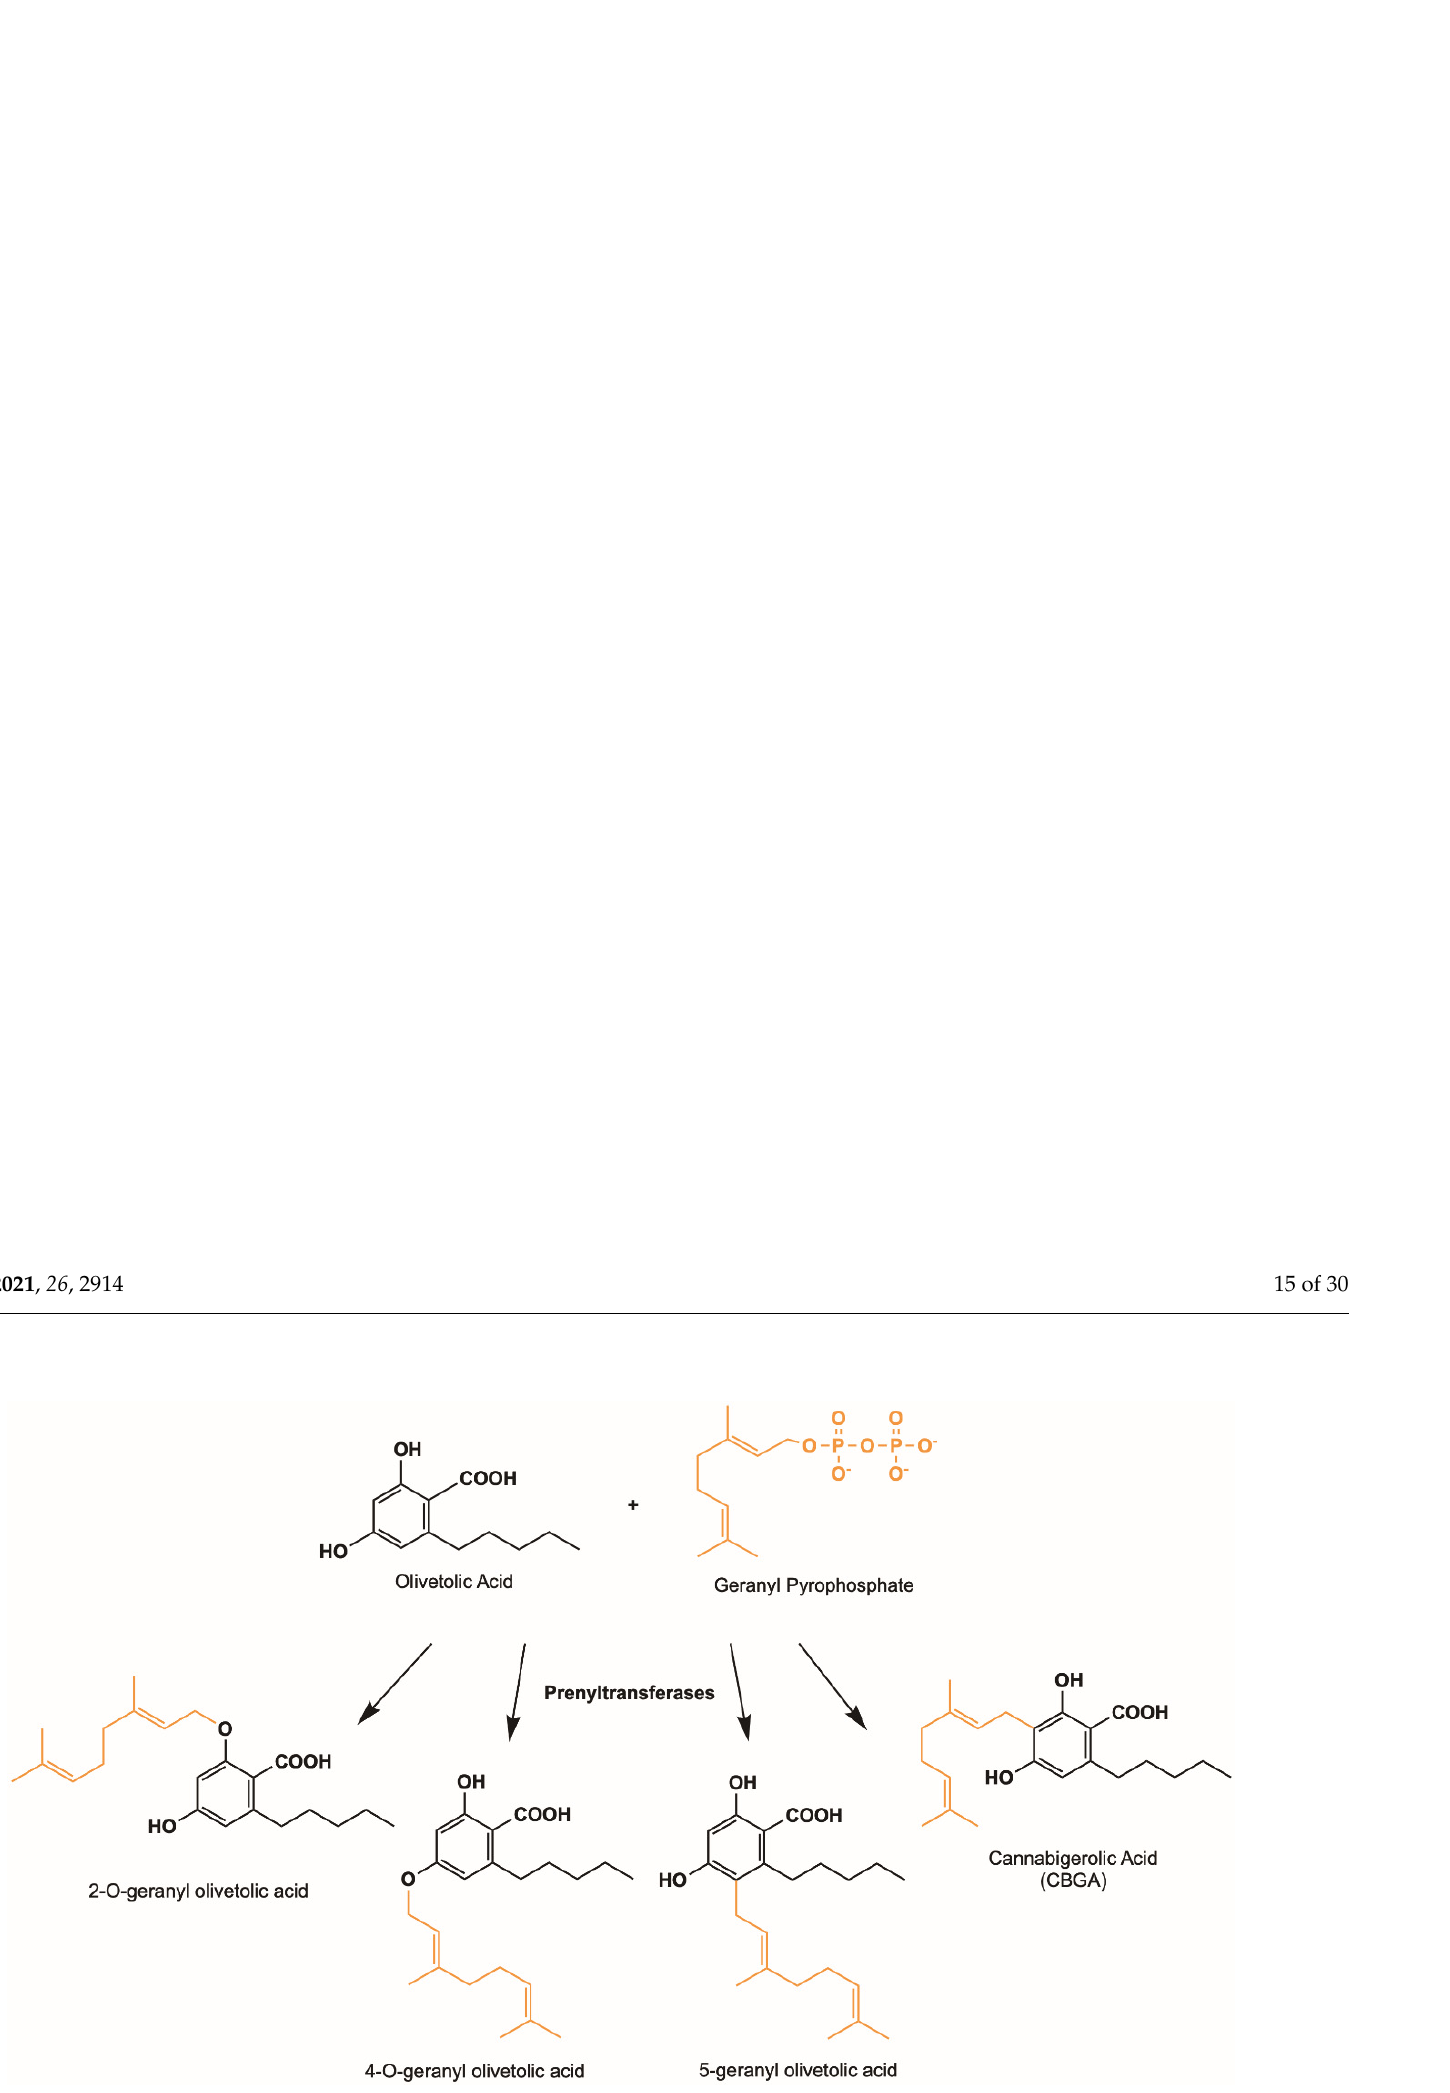 2021, 26, 2914
15 of 30
OH
COOH
HO
Olivetolic Acid
+
O O
O P O P O-
O- O-
Geranyl Pyrophosphate
Prenyltransferases
O
COOH
HO
2-O-geranyl olivetolic acid
OH
COOH
O
4-O-geranyl olivetolic acid
OH
COOH
HO
5-geranyl olivetolic acid
OH
COOH
HO
Cannabigerolic Acid
(CBGA)